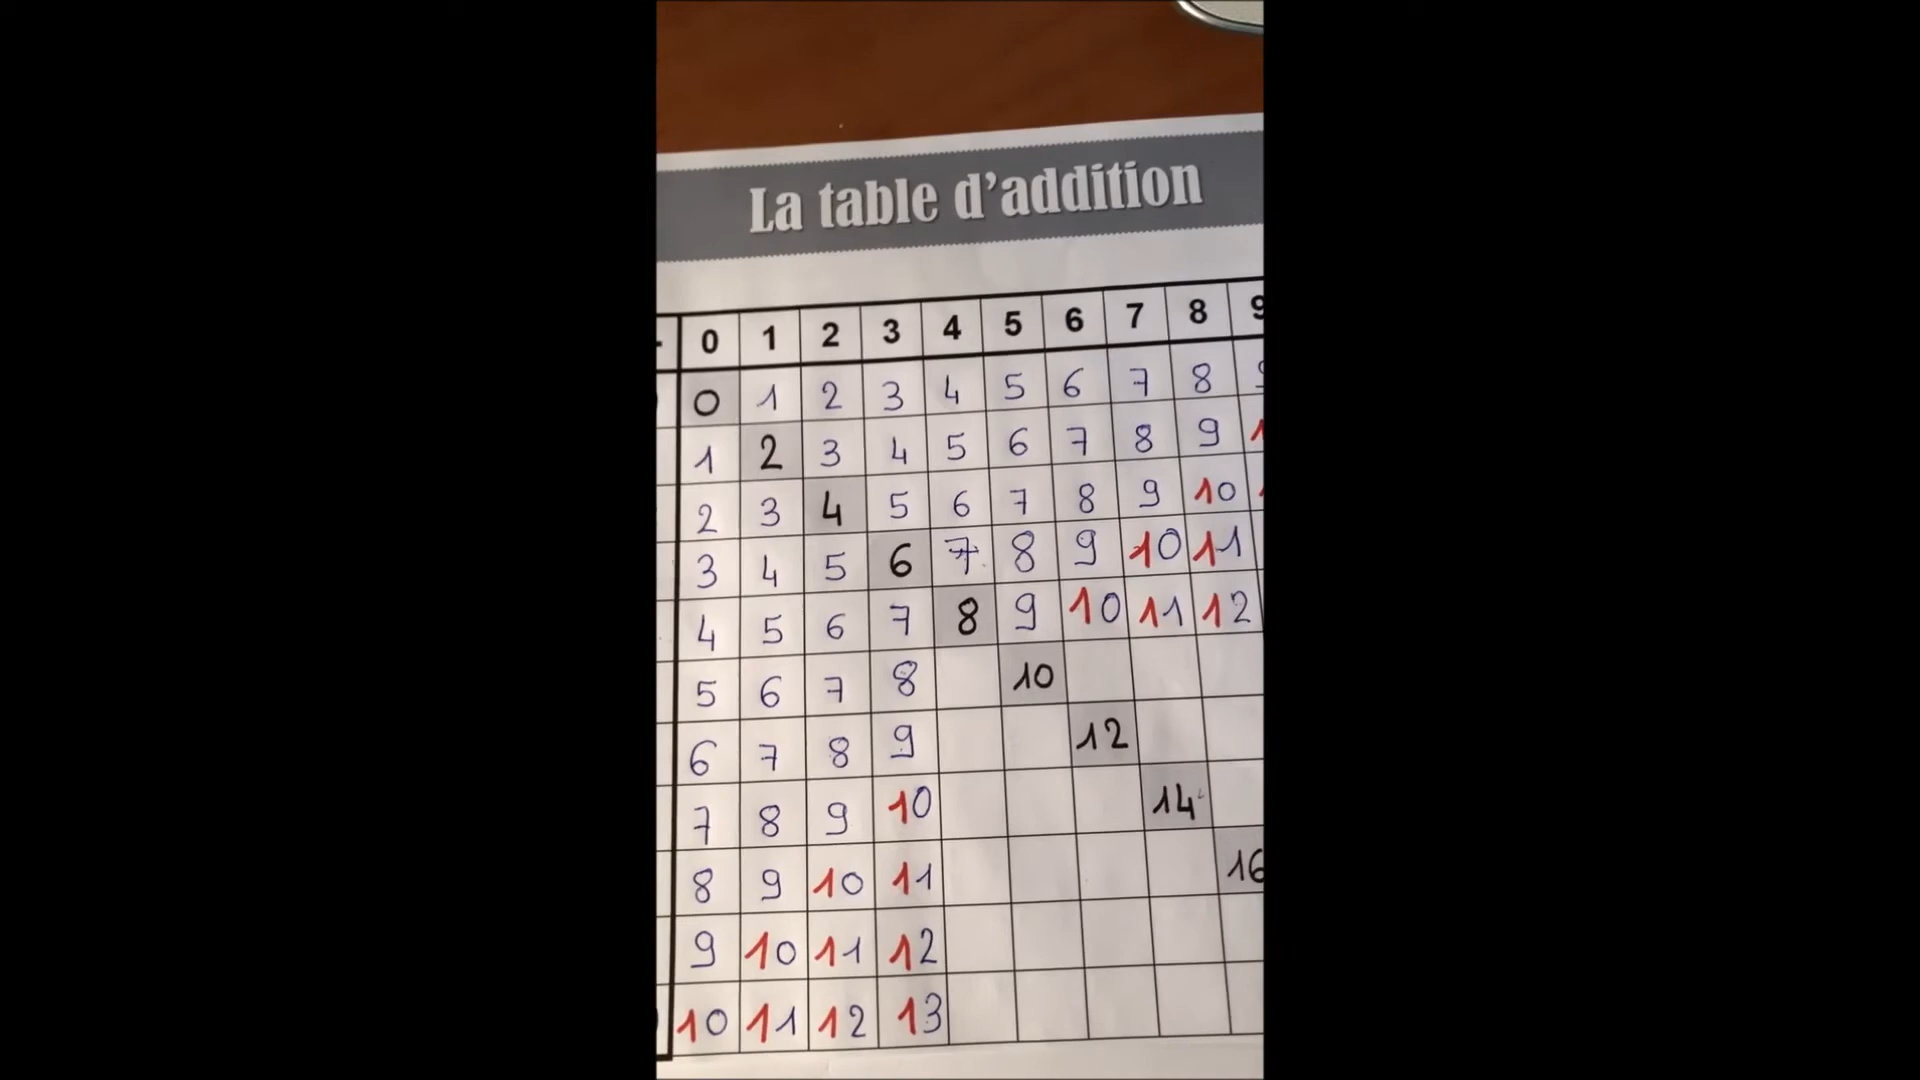 La table d'addition
0 1 2 3 4 5 6 7 8 9
0 1 2 3 4 5 6 7 8
1 2 3 4 5 6 7 8 9
2 3 4 5 6 7 8 9 10
3 4 5 6 7 8 9 10 11
4 5 6 7 8 9 10 11 12
5 6 7 8 10
6 7 8 9 12
7 8 9 10 14
8 9 10 11 16
9 10 11 12
10 11 12 13